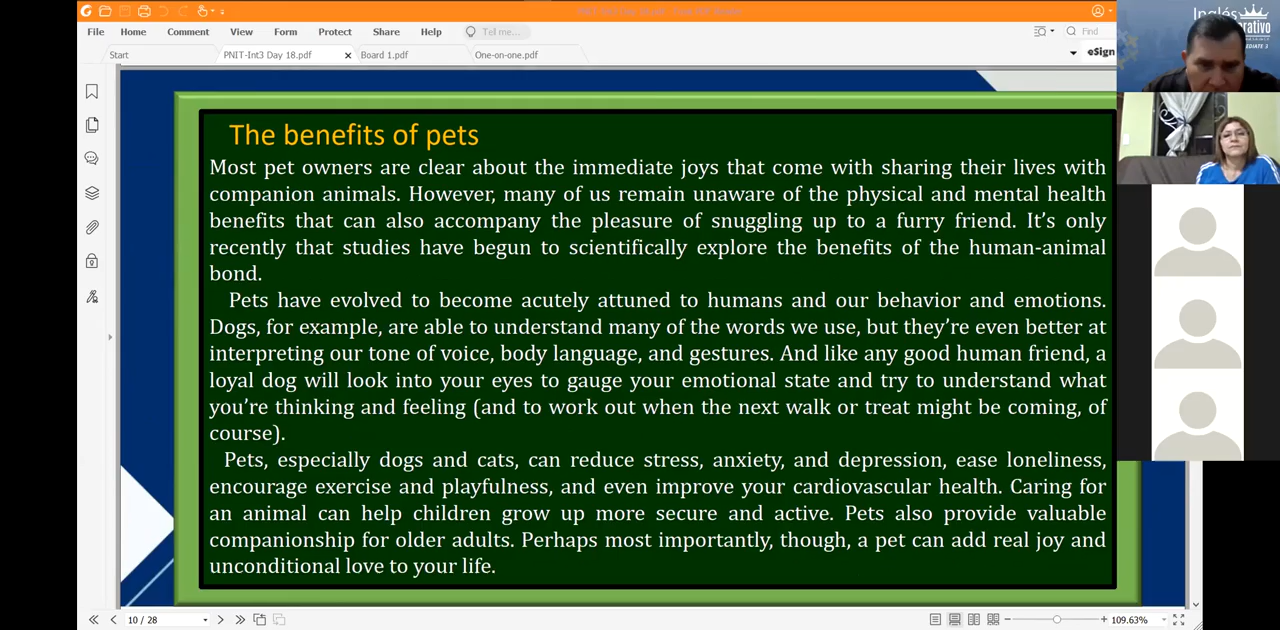 File Home Comment View Form Protect Share Help Tell me... Find
Start PNIT-Int3 Day 18.pdf Board 1.pdf One-on-one.pdf eSign
Inglés
The benefits of pets
Most pet owners are clear about the immediate joys that come with sharing their lives with
companion animals. However, many of us remain unaware of the physical and mental health
benefits that can also accompany the pleasure of snuggling up to a furry friend. It's only
recently that studies have begun to scientifically explore the benefits of the human-animal
bond.
Pets have evolved to become acutely attuned to humans and our behavior and emotions.
Dogs, for example, are able to understand many of the words we use, but they're even better at
interpreting our tone of voice, body language, and gestures. And like any good human friend, a
loyal dog will look into your eyes to gauge your emotional state and try to understand what
you're thinking and feeling (and to work out when the next walk or treat might be coming, of
course).
Pets, especially dogs and cats, can reduce stress, anxiety, and depression, ease loneliness,
encourage exercise and playfulness, and even improve your cardiovascular health. Caring for
an animal can help children grow up more secure and active. Pets also provide valuable
companionship for older adults. Perhaps most importantly, though, a pet can add real joy and
unconditional love to your life.
10 / 28 109.63%